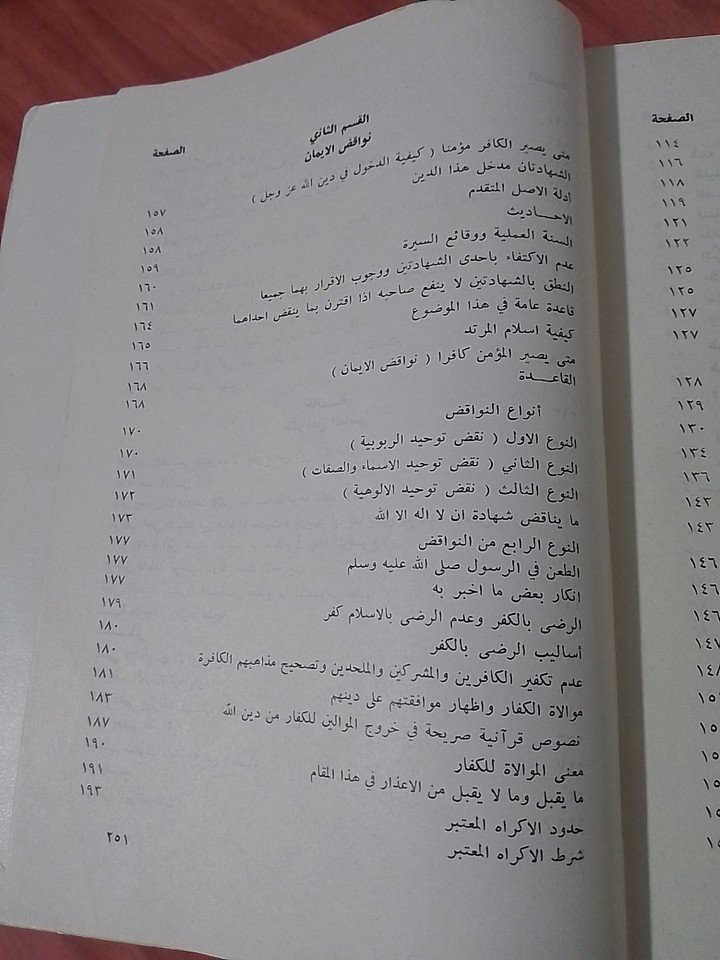 القسم الثاني
نواقض الايمان
الصفحة
متى يصير الكافر مؤمنا ( كيفية الدخول في دين الله عز وجل ) ١٥٧
الشهادتان مدخل هذا الدين ١٥٨
أدلة الاصل المتقدم ١٥٨
الاحـاديث ١٥٩
السنة العملية ووقائع السيرة ١٦٠
عدم الاكتفاء باحدى الشهادتين ووجوب الاقرار بهما جميعا ١٦١
النطق بالشهادتين لا ينفع صاحبه اذا اقترن بما ينقض احداهما ١٦٤
قاعدة عامة في هذا الموضوع ١٦٥
كيفية اسلام المرتد ١٦٦
متى يصير المؤمن كافرا ( نواقض الايمان ) ١٦٨
القاعـــدة ١٦٨
أنواع النواقض ١٧٠
النوع الاول ( نقض توحيد الربوبية ) ١٧٠
النوع الثاني ( نقض توحيد الاسماء والصفات ) ١٧١
النوع الثالث ( نقض توحيد الالوهية ) ١٧٢
ما يناقض شهادة ان لا اله الا الله ١٧٣
النوع الرابع من النواقض ١٧٧
الطعن في الرسول صلى الله عليه وسلم ١٧٧
انكار بعض ما اخبر به ١٧٧
الرضى بالكفر وعدم الرضى بالاسلام كفر ١٧٩
أساليب الرضى بالكفر ١٨٠
عدم تكفير الكافرين والمشركين والملحدين وتصحيح مذاهبهم الكافرة ١٨٠
موالاة الكفار واظهار موافقتهم على دينهم ١٨١
نصوص قرآنية صريحة في خروج الموالين للكفار من دين الله ١٨٣
معنى الموالاة للكفار ١٨٧
ما يقبل وما لا يقبل من الاعذار في هذا المقام ١٩٠
حدود الاكراه المعتبر ١٩١
شرط الاكراه المعتبر ١٩٣
٢٥١
الصفحة
١١٤
١١٦
١١٨
١١٩
١٢١
١٢٢
١٢٥
١٢٥
١٢٧
١٢٧
١٢٨
١٢٩
١٣٠
١٣٤
١٣٦
١٤٣
١٤٣
١٤٦
١٤٦